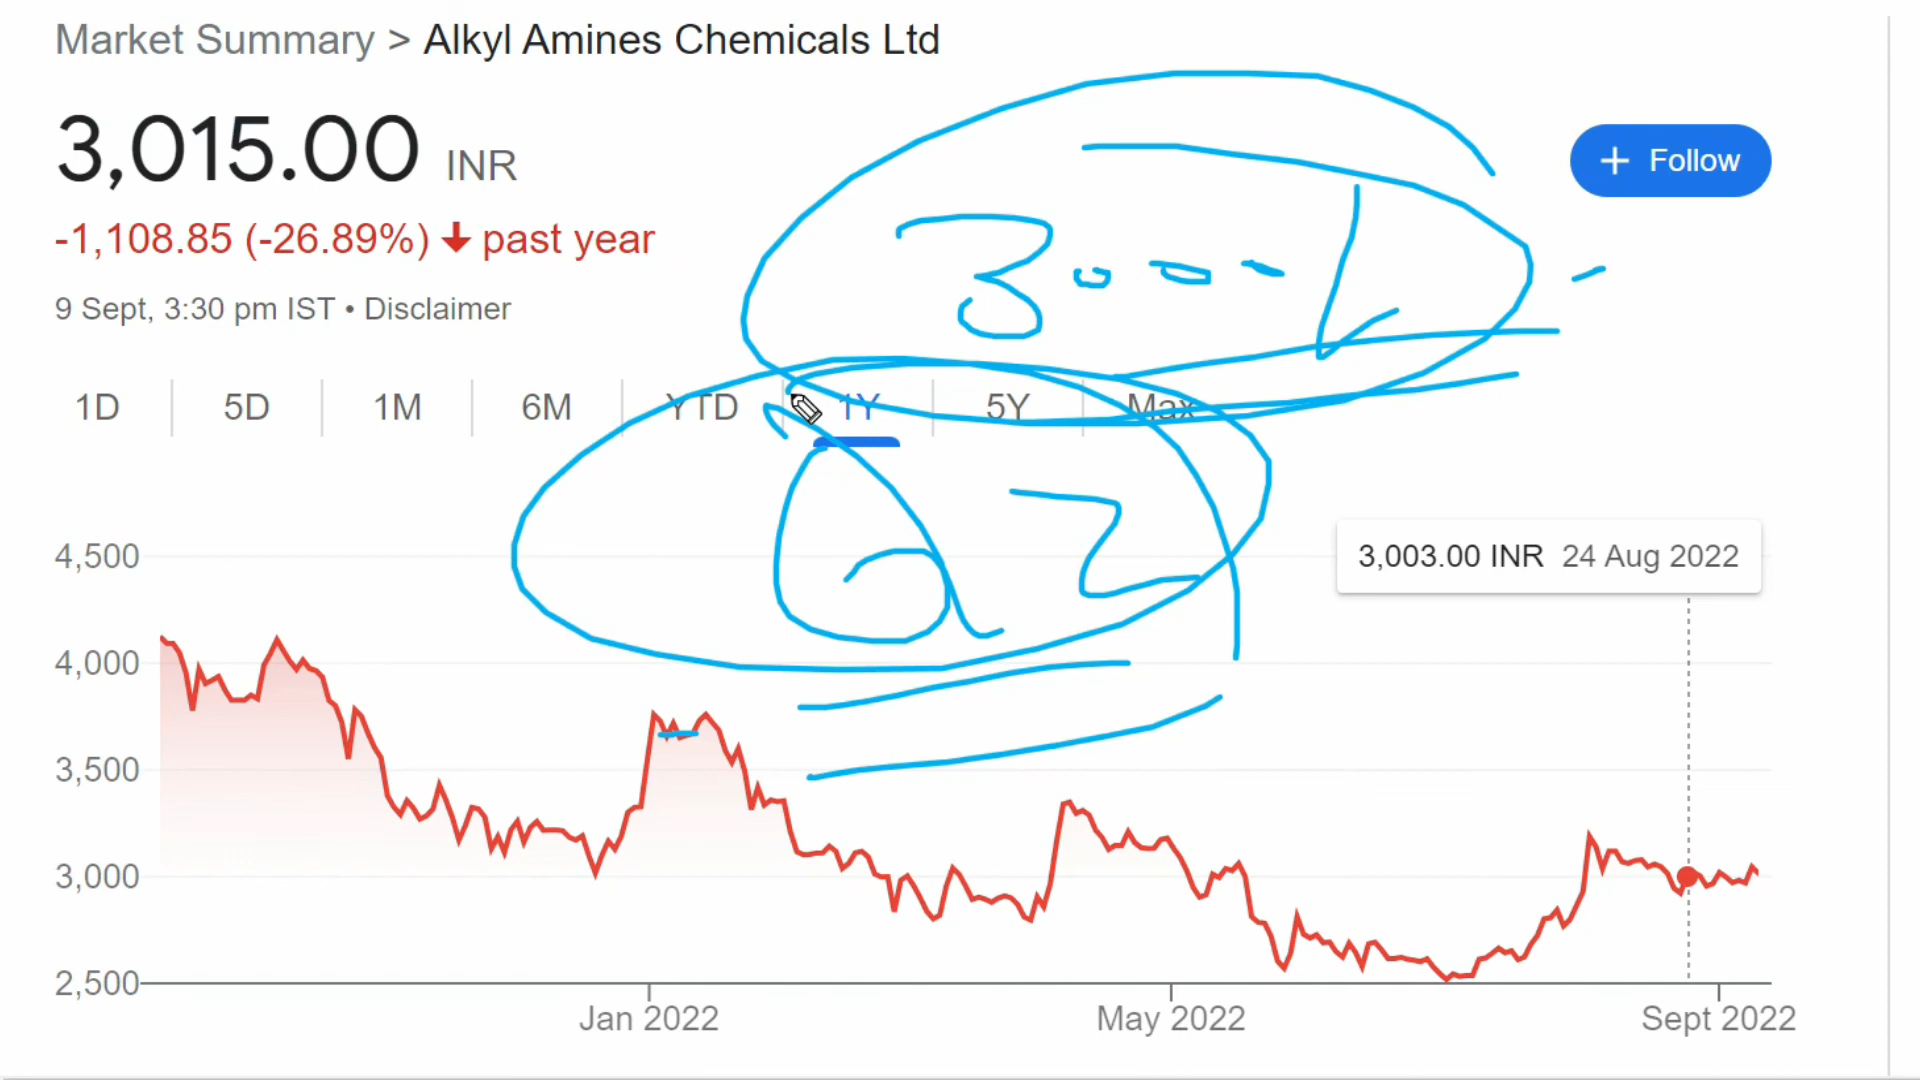 Market Summary > Alkyl Amines Chemicals Ltd
3,015.00 INR
+ Follow
-1,108.85 (-26.89%) ↓ past year
9 Sept, 3:30 pm IST • Disclaimer
3000
1D 5D 1M 6M YTD 1Y 5Y Max
3,003.00 INR 24 Aug 2022
4,500
4,000
3,500
3,000
2,500
Jan 2022 May 2022 Sept 2022